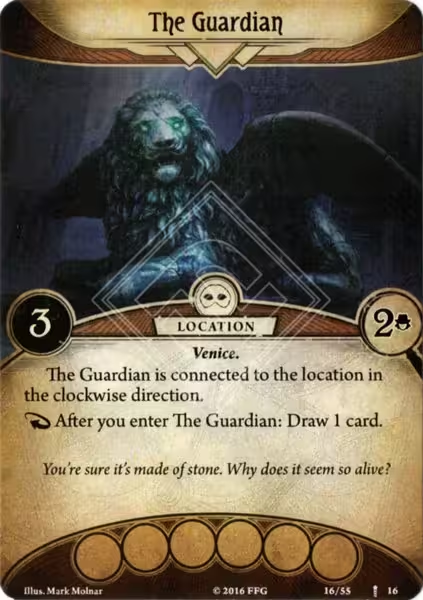 The Guardian
3
2
LOCATION
Venice.
The Guardian is connected to the location in
the clockwise direction.
After you enter The Guardian: Draw 1 card.
You're sure it's made of stone. Why does it seem so alive?
Illus. Mark Molnar © 2016 FFG 16/55 16